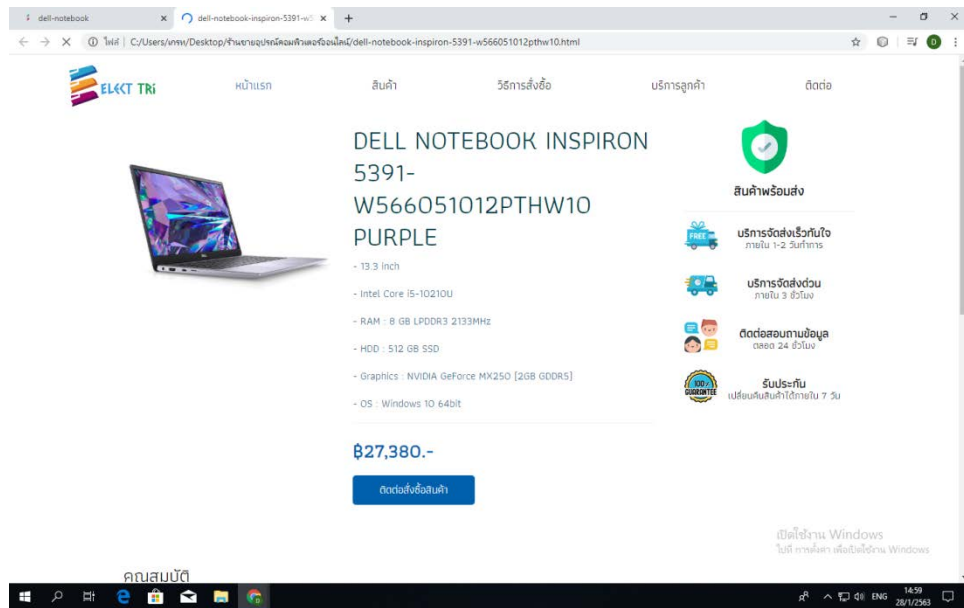 dell-notebook
dell-notebook-inspiron-5391-w5
ไฟล์ | C:/Users/เกรท/Desktop/ร้านขายอุปรณ์คอมพิวเตอร์ออนไลน์/dell-notebook-inspiron-5391-w566051012pthw10.html
ELECT TRi
หน้าแรก
สินค้า
วิธีการสั่งซื้อ
บริการลูกค้า
ติดต่อ
DELL NOTEBOOK INSPIRON
5391-
W566051012PTHW10
PURPLE
- 13.3 inch
- Intel Core i5-10210U
- RAM : 8 GB LPDDR3 2133MHz
- HDD : 512 GB SSD
- Graphics : NVIDIA GeForce MX250 [2GB GDDR5]
- OS : Windows 10 64bit
฿27,380.-
ติดต่อสั่งซื้อสินค้า
สินค้าพร้อมส่ง
FREE
บริการจัดส่งเร็วทันใจ
ภายใน 1-2 วันทำการ
บริการจัดส่งด่วน
ภายใน 3 ชั่วโมง
ติดต่อสอบถามข้อมูล
ตลอด 24 ชั่วโมง
100%
GUARANTEE
รับประกัน
เปลี่ยนคืนสินค้าได้ภายใน 7 วัน
คุณสมบัติ
เปิดใช้งาน Windows
ไปที่ การตั้งค่า เพื่อเปิดใช้งาน Windows
ENG
14:59
28/1/2563